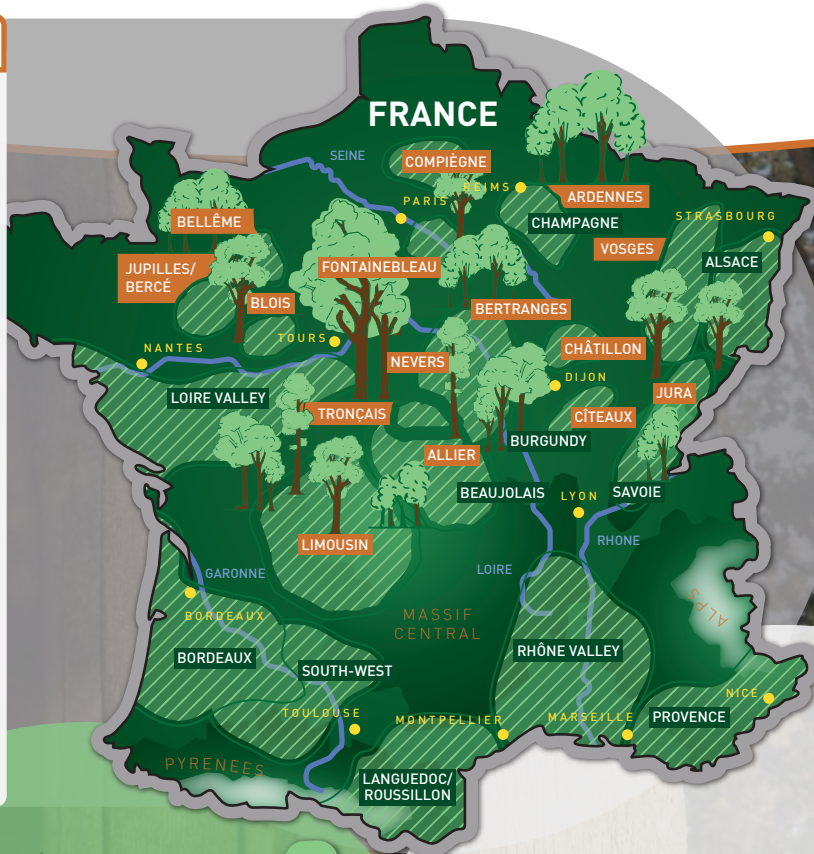 FRANCE
SEINE
COMPIÈGNE
REIMS
PARIS
ARDENNES
BELLÊME
CHAMPAGNE
STRASBOURG
VOSGES
ALSACE
JUPILLES/
BERCÉ
FONTAINEBLEAU
BLOIS
BERTRANGES
TOURS
NANTES
NEVERS
CHÂTILLON
DIJON
LOIRE VALLEY
JURA
TRONÇAIS
CÎTEAUX
BURGUNDY
ALLIER
BEAUJOLAIS
LYON
SAVOIE
LIMOUSIN
RHONE
GARONNE
LOIRE
BORDEAUX
MASSIF
CENTRAL
ALPS
BORDEAUX
SOUTH-WEST
RHÔNE VALLEY
NICE
TOULOUSE
MONTPELLIER
MARSEILLE
PROVENCE
PYRENEES
LANGUEDOC/
ROUSSILLON